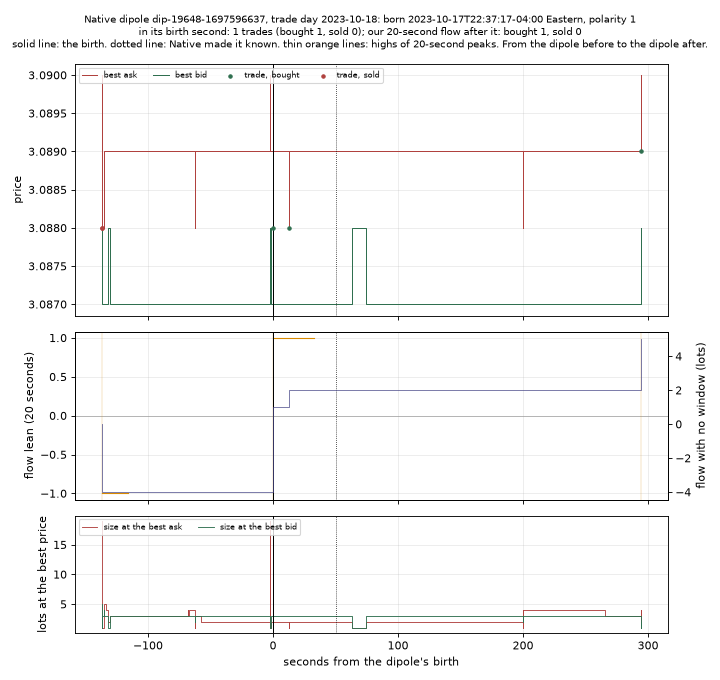 Native dipole dip-19648-1697596637, trade day 2023-10-18: born 2023-10-17T22:37:17-04:00 Eastern, polarity 1
in its birth second: 1 trades (bought 1, sold 0); our 20-second flow after it: bought 1, sold 0
solid line: the birth. dotted line: Native made it known. thin orange lines: highs of 20-second peaks. From the dipole before to the dipole after.
best ask best bid trade, bought trade, sold
3.0900
3.0895
3.0890
3.0885
3.0880
3.0875
3.0870
price
1.0
0.5
0.0
−0.5
−1.0
flow lean (20 seconds)
4
2
0
−2
−4
flow with no window (lots)
size at the best ask size at the best bid
15
10
5
lots at the best price
−100 0 100 200 300
seconds from the dipole's birth